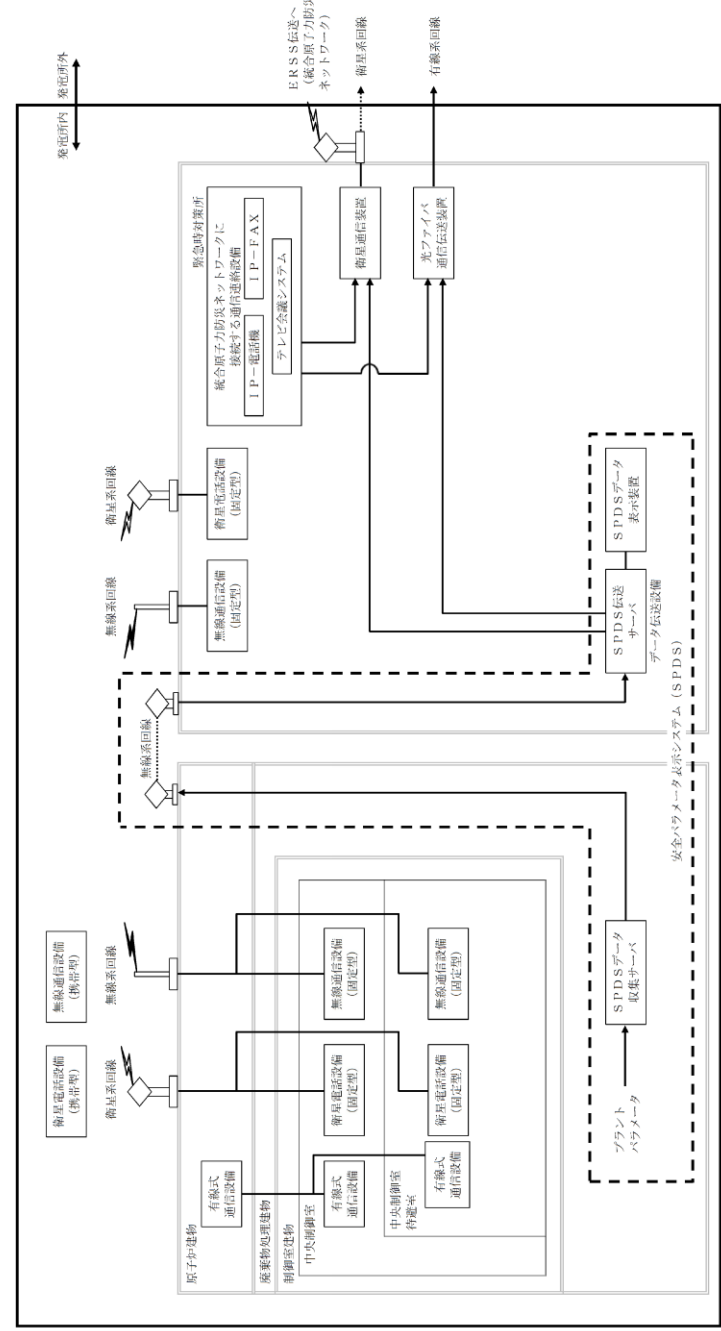 発電所内
発電所外
ERSS伝送へ
(統合原子力防災
ネットワーク)
衛星系回線
有線系回線
緊急時対策所
統合原子力防災ネットワークに
接続する通信連絡設備
IP-電話機
IP-FAX
テレビ会議システム
衛星通信装置
光ファイバ
通信伝送装置
衛星系回線
衛星電話設備
(固定型)
無線系回線
無線通信設備
(固定型)
SPDSデータ
表示装置
SPDS伝送
サーバ
データ伝送設備
無線系回線
安全パラメータ表示システム(SPDS)
無線通信設備
(携帯型)
衛星電話設備
(携帯型)
無線系回線
衛星系回線
原子炉建物
有線式
通信設備
廃棄物処理建物
制御室建物
中央制御室
有線式
通信設備
衛星電話設備
(固定型)
無線通信設備
(固定型)
中央制御室
待避室
有線式
通信設備
衛星電話設備
(固定型)
無線通信設備
(固定型)
プラント
パラメータ
SPDSデータ
収集サーバ